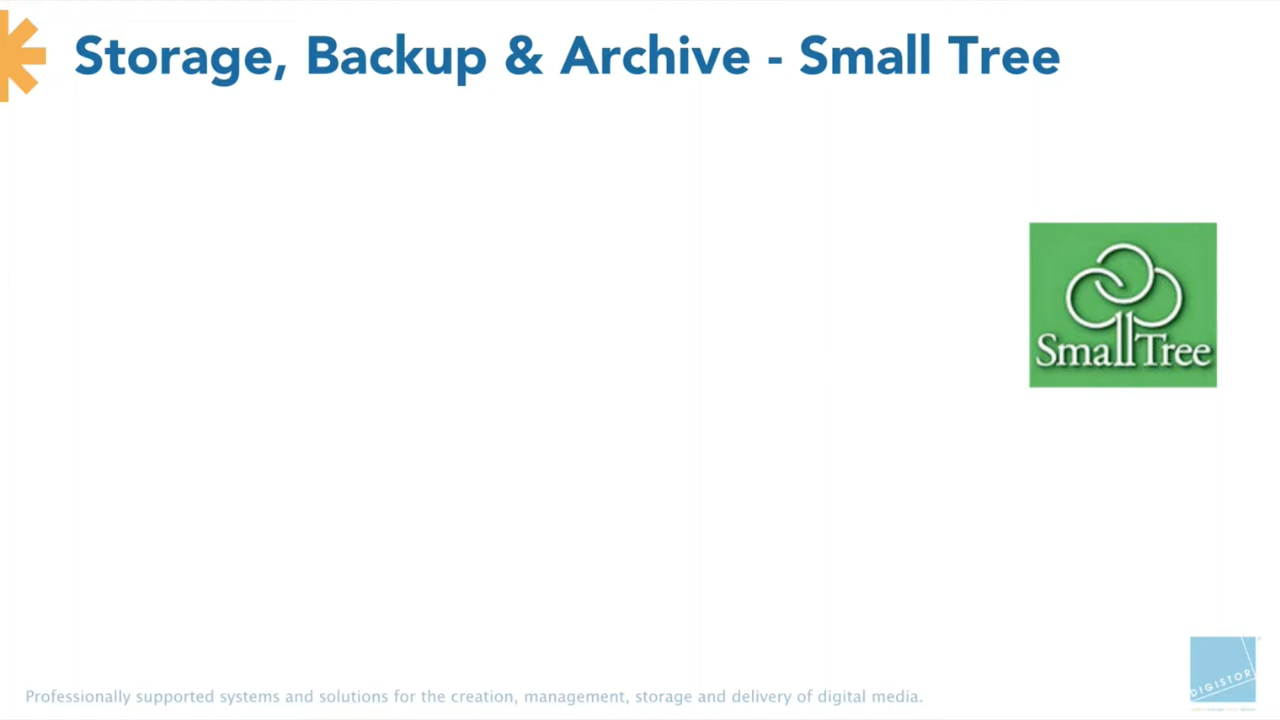 Storage, Backup & Archive - Small Tree
SmallTree
DIGISTOR
Professionally supported systems and solutions for the creation, management, storage and delivery of digital media.